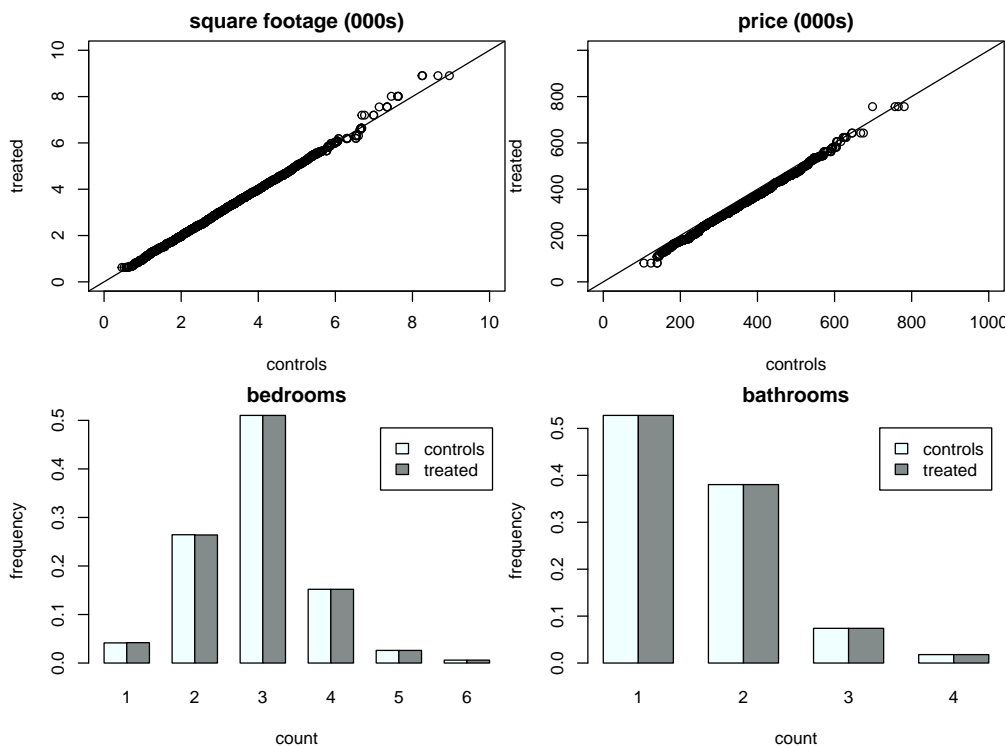 square footage (000s)
treated
0 2 4 6 8 10
0 2 4 6 8 10
controls
price (000s)
treated
0 200 400 600 800
0 200 400 600 800 1000
controls
bedrooms
frequency
0.0 0.1 0.2 0.3 0.4 0.5
controls
treated
1 2 3 4 5 6
count
bathrooms
frequency
0.0 0.1 0.2 0.3 0.4 0.5
controls
treated
1 2 3 4
count